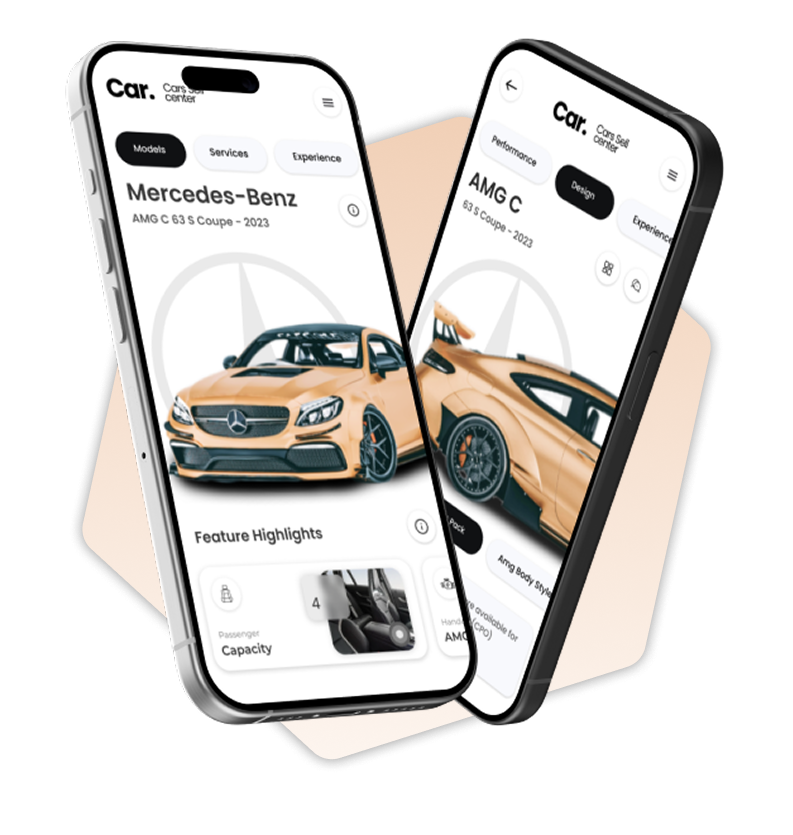 Car.
Cars Sell
center
Models
Services
Experience
Mercedes-Benz
AMG C 63 S Coupe - 2023
Feature Highlights
4
Passenger
Capacity
Hand
AMG
Car.
Cars Sell
center
Performance
Design
Experience
AMG C
63 S Coupe - 2023
Pack
Amg Body Style
re available for
(CPO)